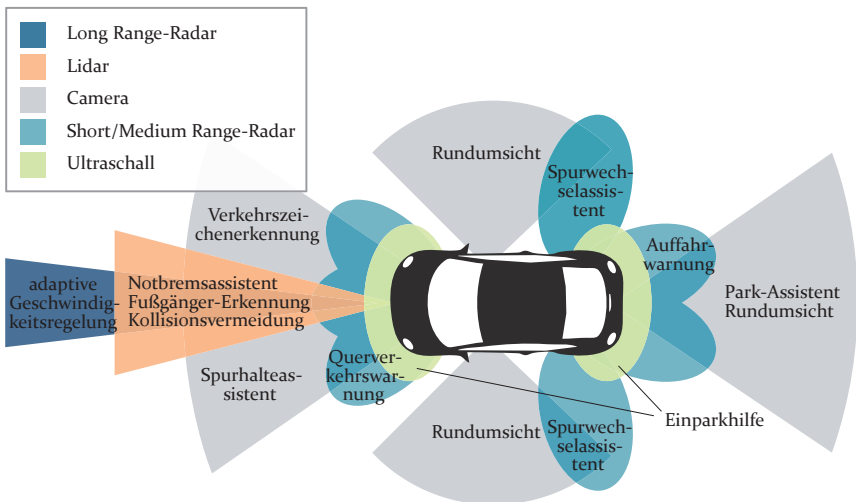 Long Range-Radar
Lidar
Camera
Short/Medium Range-Radar
Ultraschall
Rundumsicht
Spurwech-
selassis-
tent
Verkehrszei-
chenerkennung
Auffahr-
warnung
adaptive
Geschwindig-
keitsregelung
Notbremsassistent
Fußgänger-Erkennung
Kollisionsvermeidung
Park-Assistent
Rundumsicht
Querver-
kehrswar-
nung
Spurhalteas-
sistent
Einparkhilfe
Rundumsicht
Spurwech-
selassis-
tent